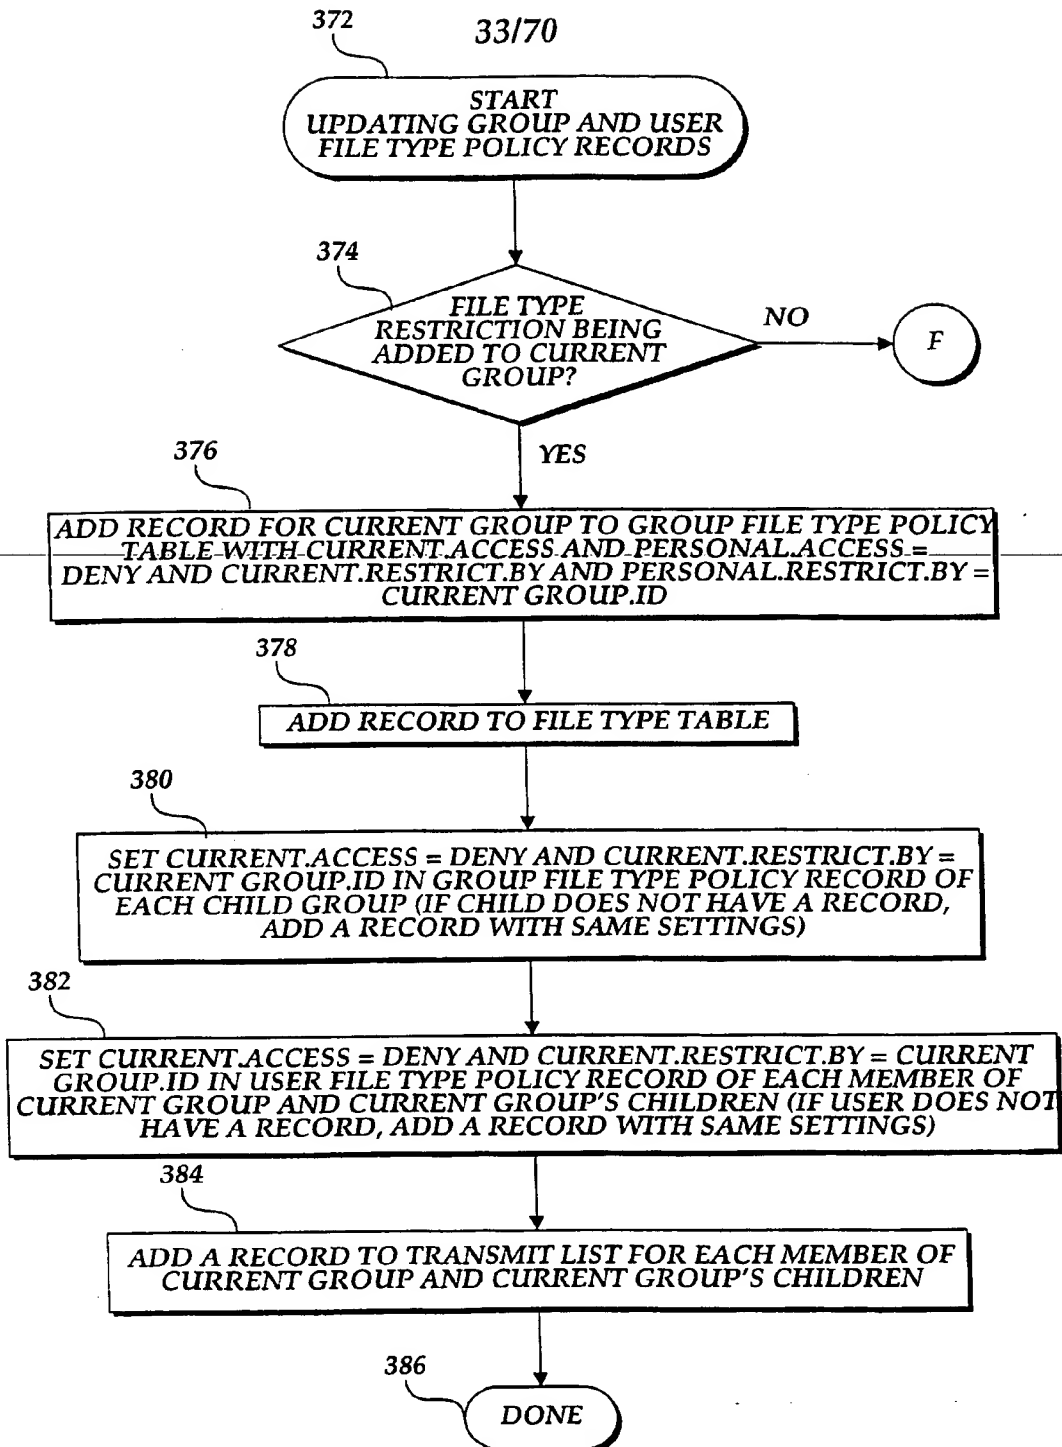 372
33/70
START
UPDATING GROUP AND USER
FILE TYPE POLICY RECORDS
374
FILE TYPE
RESTRICTION BEING
ADDED TO CURRENT
GROUP?
NO
F
YES
376
ADD RECORD FOR CURRENT GROUP TO GROUP FILE TYPE POLICY
TABLE WITH CURRENT.ACCESS AND PERSONAL.ACCESS =
DENY AND CURRENT.RESTRICT.BY AND PERSONAL.RESTRICT.BY =
CURRENT GROUP.ID
378
ADD RECORD TO FILE TYPE TABLE
380
SET CURRENT.ACCESS = DENY AND CURRENT.RESTRICT.BY =
CURRENT GROUP.ID IN GROUP FILE TYPE POLICY RECORD OF
EACH CHILD GROUP (IF CHILD DOES NOT HAVE A RECORD,
ADD A RECORD WITH SAME SETTINGS)
382
SET CURRENT.ACCESS = DENY AND CURRENT.RESTRICT.BY = CURRENT
GROUP.ID IN USER FILE TYPE POLICY RECORD OF EACH MEMBER OF
CURRENT GROUP AND CURRENT GROUP'S CHILDREN (IF USER DOES NOT
HAVE A RECORD, ADD A RECORD WITH SAME SETTINGS)
384
ADD A RECORD TO TRANSMIT LIST FOR EACH MEMBER OF
CURRENT GROUP AND CURRENT GROUP'S CHILDREN
386
DONE